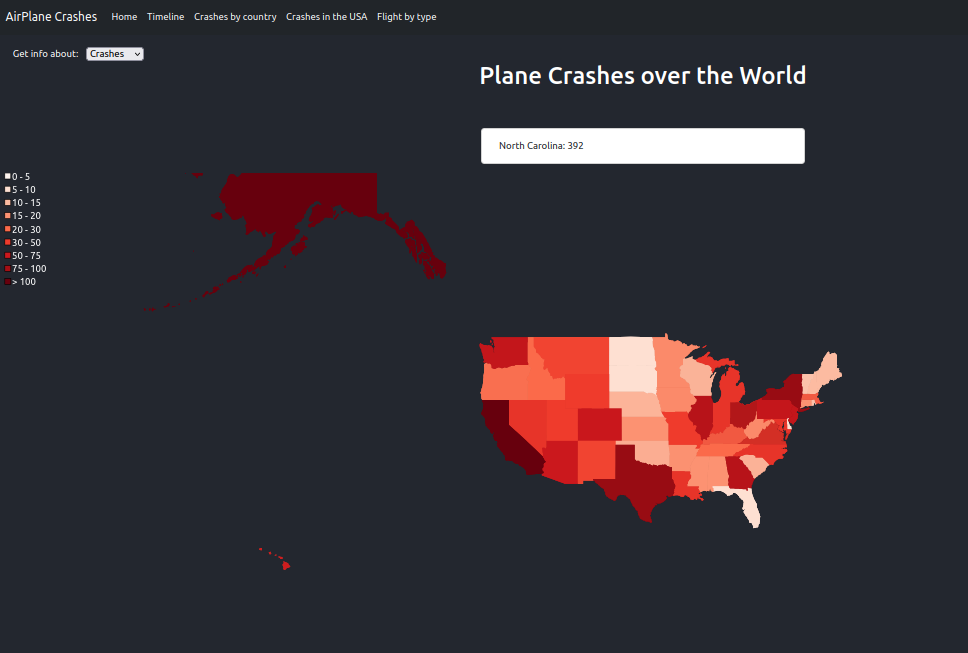 AirPlane Crashes Home Timeline Crashes by country Crashes in the USA Flight by type
Get info about: Crashes
Plane Crashes over the World
North Carolina: 392
0 - 5
5 - 10
10 - 15
15 - 20
20 - 30
30 - 50
50 - 75
75 - 100
> 100